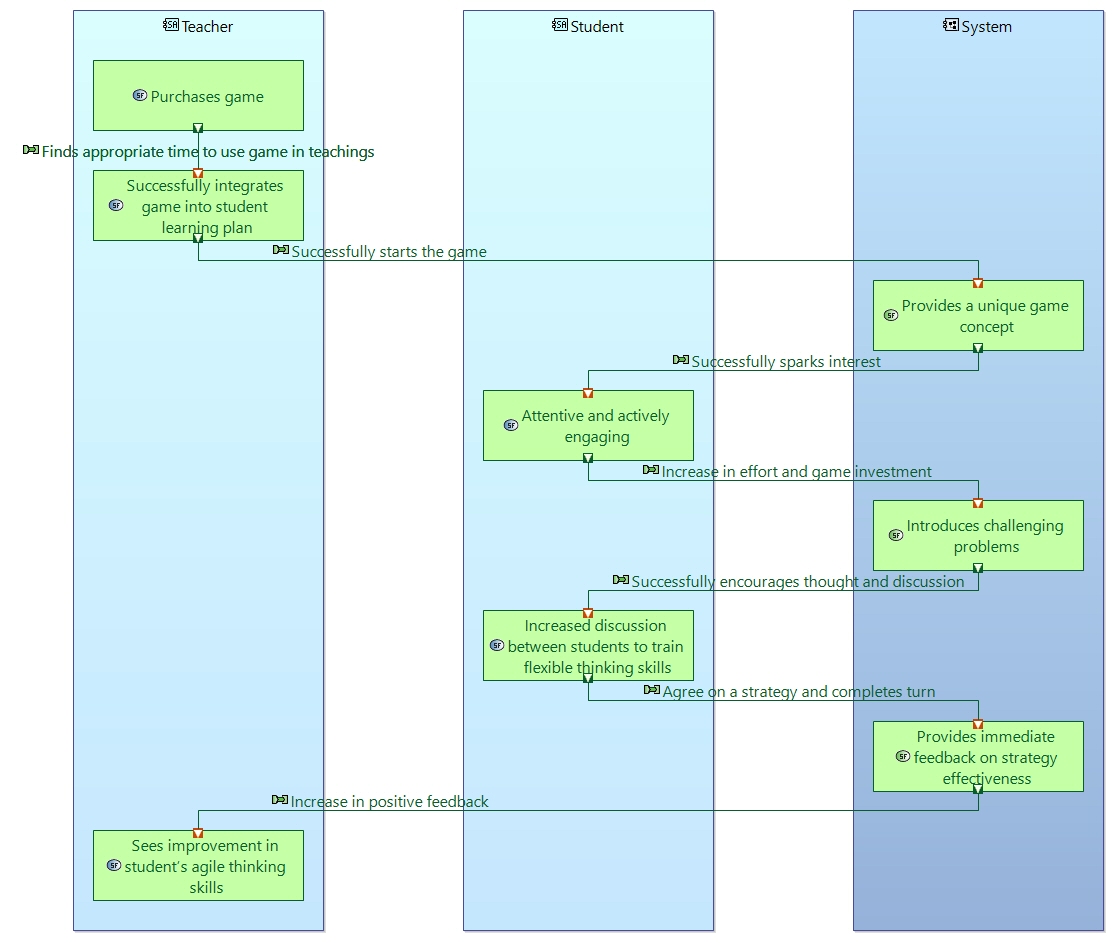 Teacher
Student
System
Purchases game
Finds appropriate time to use game in teachings
Successfully integrates
game into student
learning plan
Successfully starts the game
Provides a unique game
concept
Successfully sparks interest
Attentive and actively
engaging
Increase in effort and game investment
Introduces challenging
problems
Successfully encourages thought and discussion
Increased discussion
between students to train
flexible thinking skills
Agree on a strategy and completes turn
Provides immediate
feedback on strategy
effectiveness
Increase in positive feedback
Sees improvement in
student's agile thinking
skills